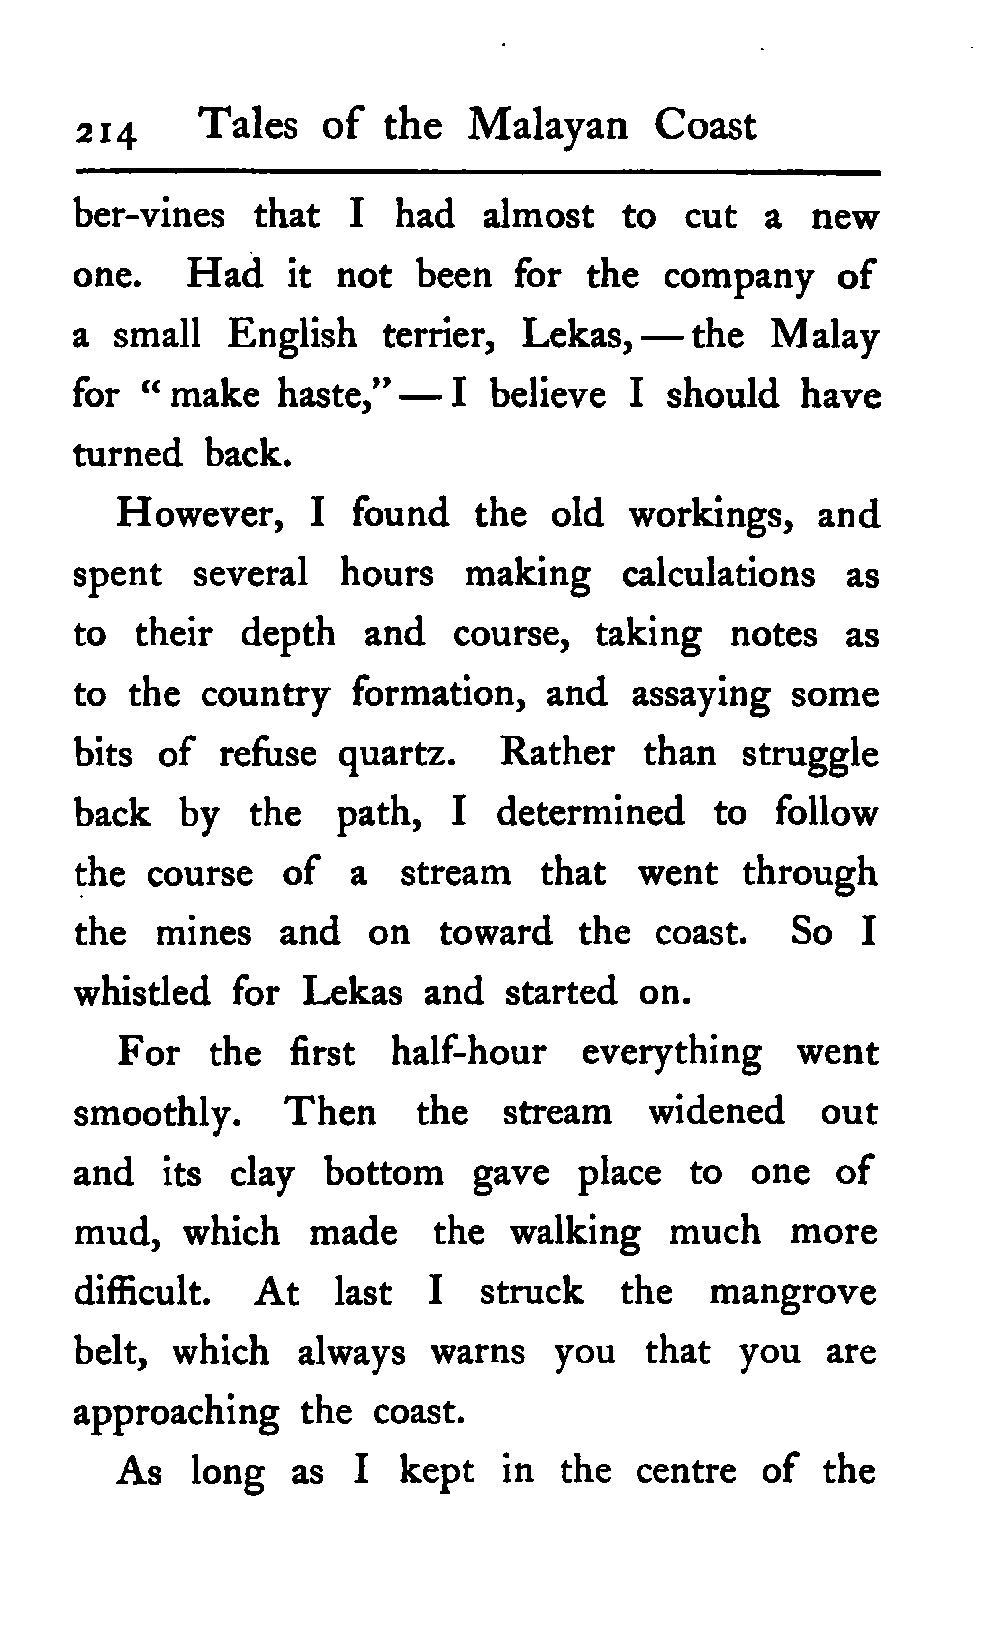 214 Tales of the Malayan Coast
ber-vines that I had almost to cut a new
one. Had it not been for the company of
a small English terrier, Lekas, — the Malay
for “ make haste,” — I believe I should have
turned back.
However, I found the old workings, and
spent several hours making calculations as
to their depth and course, taking notes as
to the country formation, and assaying some
bits of refuse quartz. Rather than struggle
back by the path, I determined to follow
the course of a stream that went through
the mines and on toward the coast. So I
whistled for Lekas and started on.
For the first half-hour everything went
smoothly. Then the stream widened out
and its clay bottom gave place to one of
mud, which made the walking much more
difficult. At last I struck the mangrove
belt, which always warns you that you are
approaching the coast.
As long as I kept in the centre of the